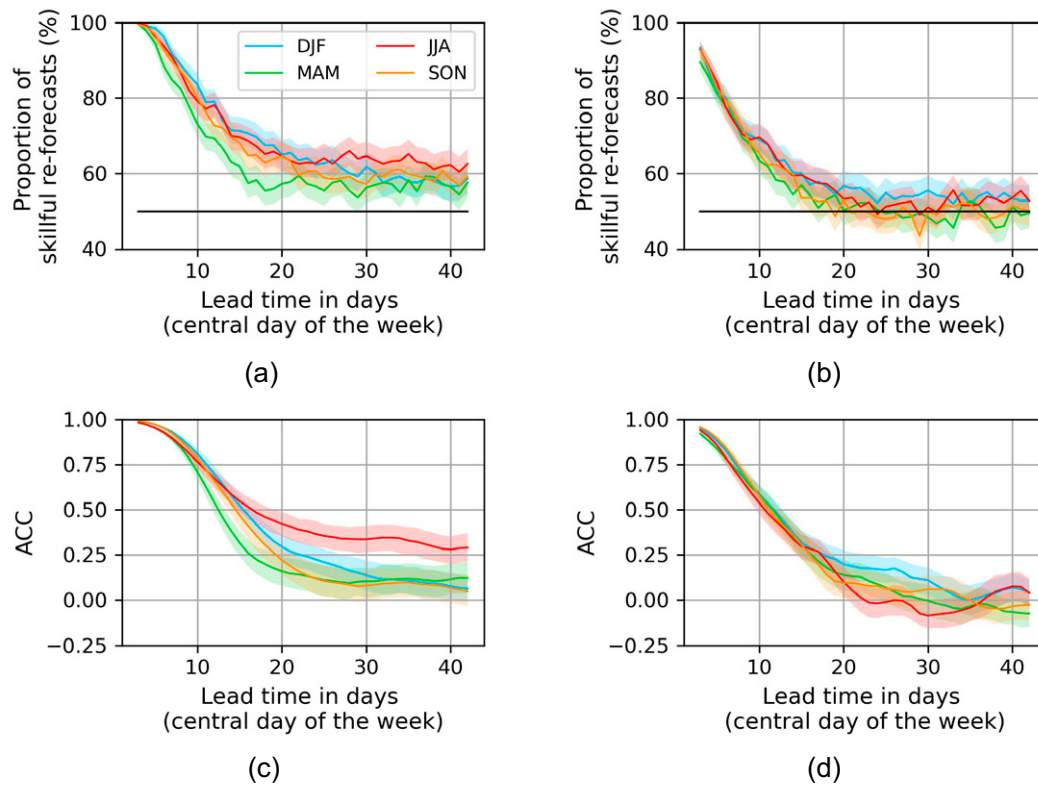 Proportion of
skillful re-forecasts (%)
100
80
60
40
DJF
MAM
JJA
SON
10
20
30
40
Lead time in days
(central day of the week)
(a)
Proportion of
skillful re-forecasts (%)
100
80
60
40
10
20
30
40
Lead time in days
(central day of the week)
(b)
ACC
1.00
0.75
0.50
0.25
0.00
−0.25
10
20
30
40
Lead time in days
(central day of the week)
(c)
ACC
1.00
0.75
0.50
0.25
0.00
−0.25
10
20
30
40
Lead time in days
(central day of the week)
(d)